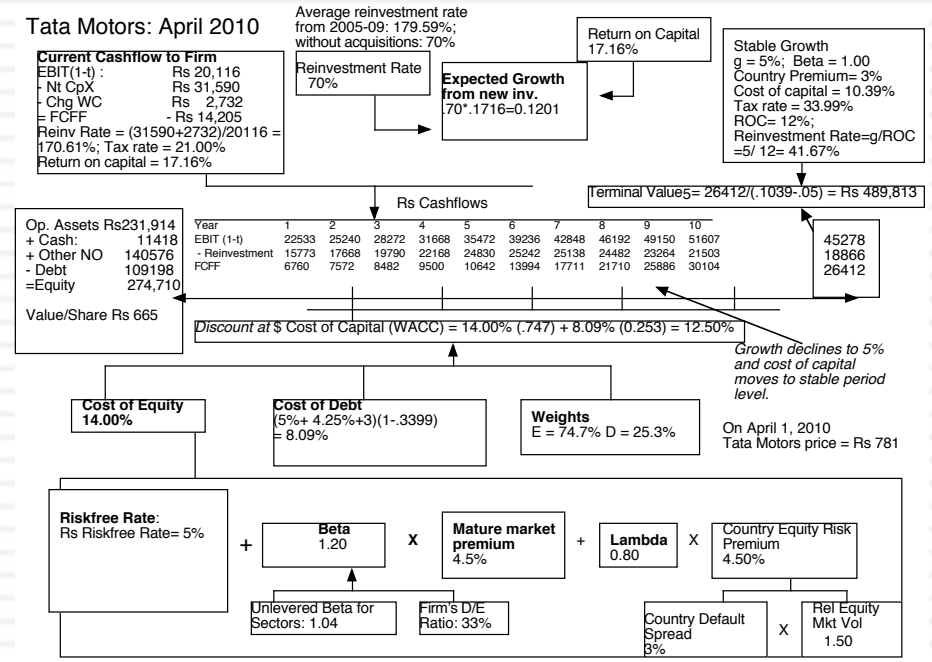 Tata Motors: April 2010
Average reinvestment rate
from 2005-09: 179.59%;
without acquisitions: 70%
Current Cashflow to Firm
EBIT(1-t) : Rs 20,116
- Nt CpX Rs 31,590
- Chg WC Rs 2,732
= FCFF - Rs 14,205
Reinv Rate = (31590+2732)/20116 =
170.61%; Tax rate = 21.00%
Return on capital = 17.16%
Reinvestment Rate
70%
Expected Growth
from new inv.
.70*.1716=0.1201
Return on Capital
17.16%
Stable Growth
g = 5%; Beta = 1.00
Country Premium= 3%
Cost of capital = 10.39%
Tax rate = 33.99%
ROC= 12%;
Reinvestment Rate=g/ROC
=5/ 12= 41.67%
Terminal Value5= 26412/(.1039-.05) = Rs 489,813
Rs Cashflows
Op. Assets Rs231,914
+ Cash: 11418
+ Other NO 140576
- Debt 109198
=Equity 274,710
Value/Share Rs 665
Year 1 2 3 4 5 6 7 8 9 10
EBIT (1-t) 22533 25240 28272 31668 35472 39236 42848 46192 49150 51607
- Reinvestment 15773 17668 19790 22168 24830 25242 25138 24482 23264 21503
FCFF 6760 7572 8482 9500 10642 13994 17711 21710 25886 30104
45278
18866
26412
Discount at $ Cost of Capital (WACC) = 14.00% (.747) + 8.09% (0.253) = 12.50%
Growth declines to 5%
and cost of capital
moves to stable period
level.
Cost of Equity
14.00%
Cost of Debt
(5%+ 4.25%+3)(1-.3399)
= 8.09%
Weights
E = 74.7% D = 25.3%
On April 1, 2010
Tata Motors price = Rs 781
Riskfree Rate:
Rs Riskfree Rate= 5%
+
Beta
1.20
X
Mature market
premium
4.5%
+
Lambda
0.80
X
Country Equity Risk
Premium
4.50%
Unlevered Beta for
Sectors: 1.04
Firm's D/E
Ratio: 33%
Country Default
Spread
3%
X
Rel Equity
Mkt Vol
1.50